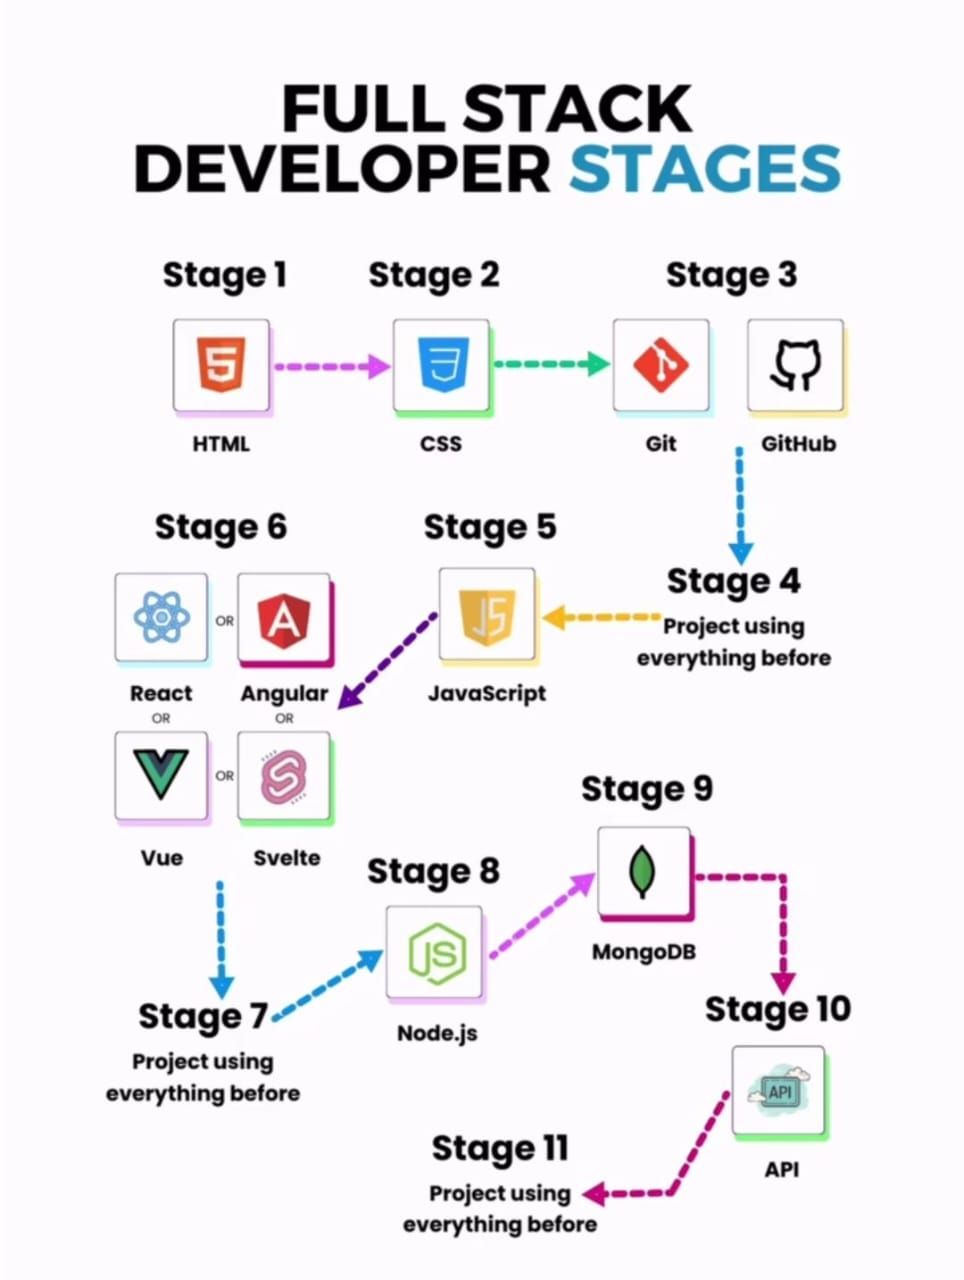 FULL STACK
DEVELOPER STAGES
Stage 1
Stage 2
Stage 3
HTML
CSS
Git
GitHub
Stage 6
Stage 5
Stage 4
Project using
everything before
React
OR
Angular
JavaScript
OR
OR
Vue
OR
Svelte
Stage 9
Stage 8
JS
MongoDB
Node.js
Stage 7
Project using
everything before
Stage 10
API
API
Stage 11
Project using
everything before